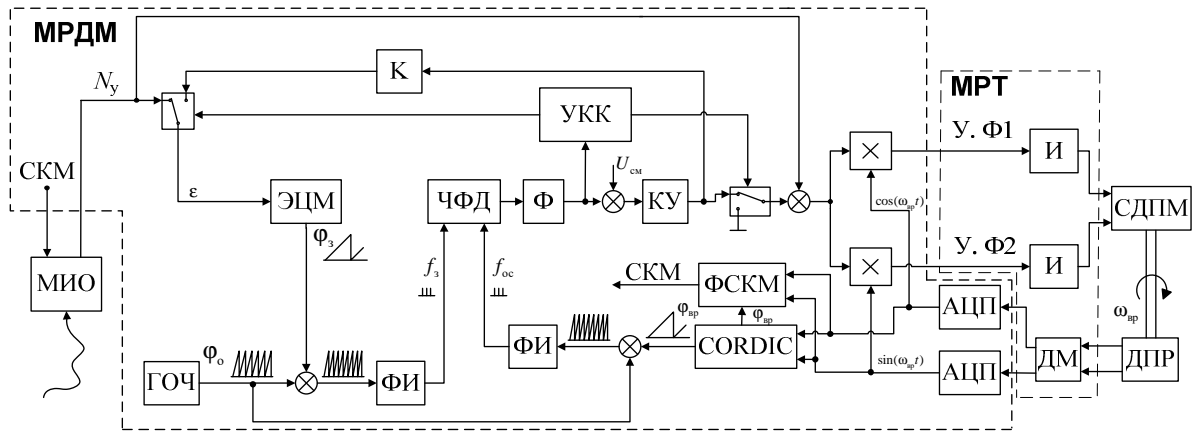 МРДМ
Nу
К
МРТ
УКК
У. Ф1
И
СКМ
Uсм
ε
ЭЦМ
ЧФД
Ф
КУ
×
cos(ωврt)
СДПМ
φз
fз
fос
У. Ф2
И
МИО
СКМ
ФСКМ
×
АЦП
ωвр
φвр
φвр
φо
ФИ
CORDIC
sin(ωврt)
ДМ
ДПР
ГОЧ
ФИ
АЦП